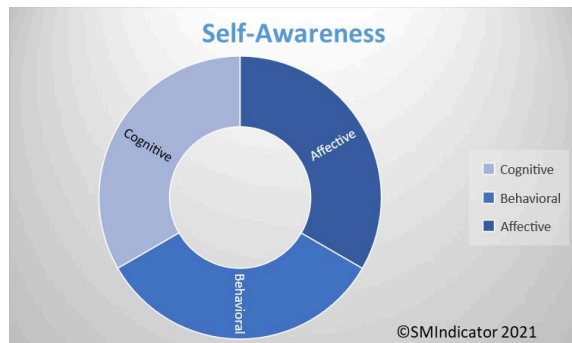 Self-Awareness
Cognitive
Affective
Behavioral
Cognitive
Behavioral
Affective
©SMIndicator 2021